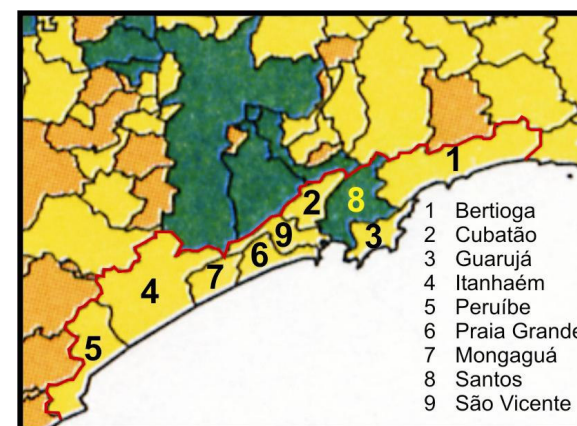 1
2
8
9
3
6
7
4
5
1 Bertioga
2 Cubatão
3 Guarujá
4 Itanhaém
5 Peruíbe
6 Praia Grande
7 Mongaguá
8 Santos
9 São Vicente